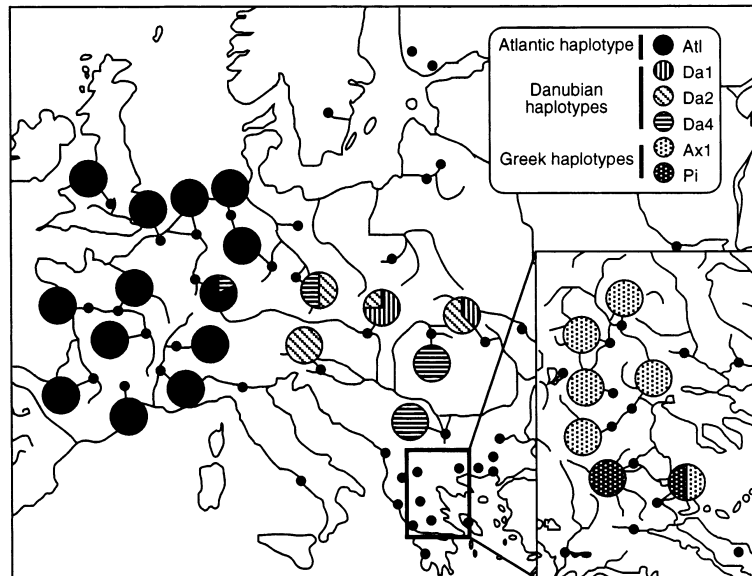 Atlantic haplotype Atl
Da1
Danubian Da2
haplotypes
Da4
Greek haplotypes Ax1
Pi